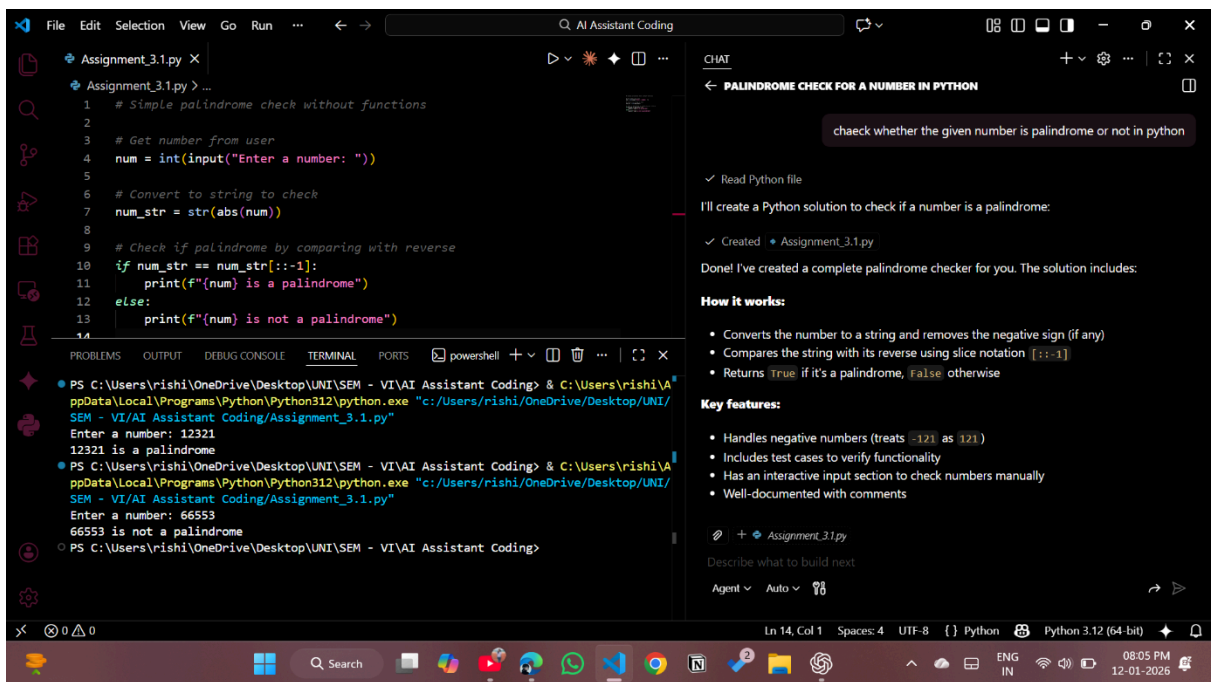 File Edit Selection View Go Run ··· ← → AI Assistant Coding
Assignment_3.1.py ×
Assignment_3.1.py > ...
1 # Simple palindrome check without functions
2
3 # Get number from user
4 num = int(input("Enter a number: "))
5
6 # Convert to string to check
7 num_str = str(abs(num))
8
9 # Check if palindrome by comparing with reverse
10 if num_str == num_str[::-1]:
11     print(f"{num} is a palindrome")
12 else:
13     print(f"{num} is not a palindrome")
14
PROBLEMS OUTPUT DEBUG CONSOLE TERMINAL PORTS powershell
PS C:\Users\rishi\OneDrive\Desktop\UNI\SEM - VI\AI Assistant Coding> & C:\Users\rishi\A
ppData\Local\Programs\Python\Python312\python.exe "c:/Users/rishi/OneDrive/Desktop/UNI/
SEM - VI/AI Assistant Coding/Assignment_3.1.py"
Enter a number: 12321
12321 is a palindrome
PS C:\Users\rishi\OneDrive\Desktop\UNI\SEM - VI\AI Assistant Coding> & C:\Users\rishi\A
ppData\Local\Programs\Python\Python312\python.exe "c:/Users/rishi/OneDrive/Desktop/UNI/
SEM - VI/AI Assistant Coding/Assignment_3.1.py"
Enter a number: 66553
66553 is not a palindrome
PS C:\Users\rishi\OneDrive\Desktop\UNI\SEM - VI\AI Assistant Coding>
CHAT
← PALINDROME CHECK FOR A NUMBER IN PYTHON
chaeck whether the given number is palindrome or not in python
✓ Read Python file
I'll create a Python solution to check if a number is a palindrome:
✓ Created Assignment_3.1.py
Done! I've created a complete palindrome checker for you. The solution includes:
How it works:
• Converts the number to a string and removes the negative sign (if any)
• Compares the string with its reverse using slice notation [::-1]
• Returns True if it's a palindrome, False otherwise
Key features:
• Handles negative numbers (treats -121 as 121)
• Includes test cases to verify functionality
• Has an interactive input section to check numbers manually
• Well-documented with comments
+ Assignment_3.1.py
Describe what to build next
Agent Auto
0 0 Ln 14, Col 1 Spaces: 4 UTF-8 {} Python Python 3.12 (64-bit)
Search 2 ENG 08:05 PM
IN 12-01-2026